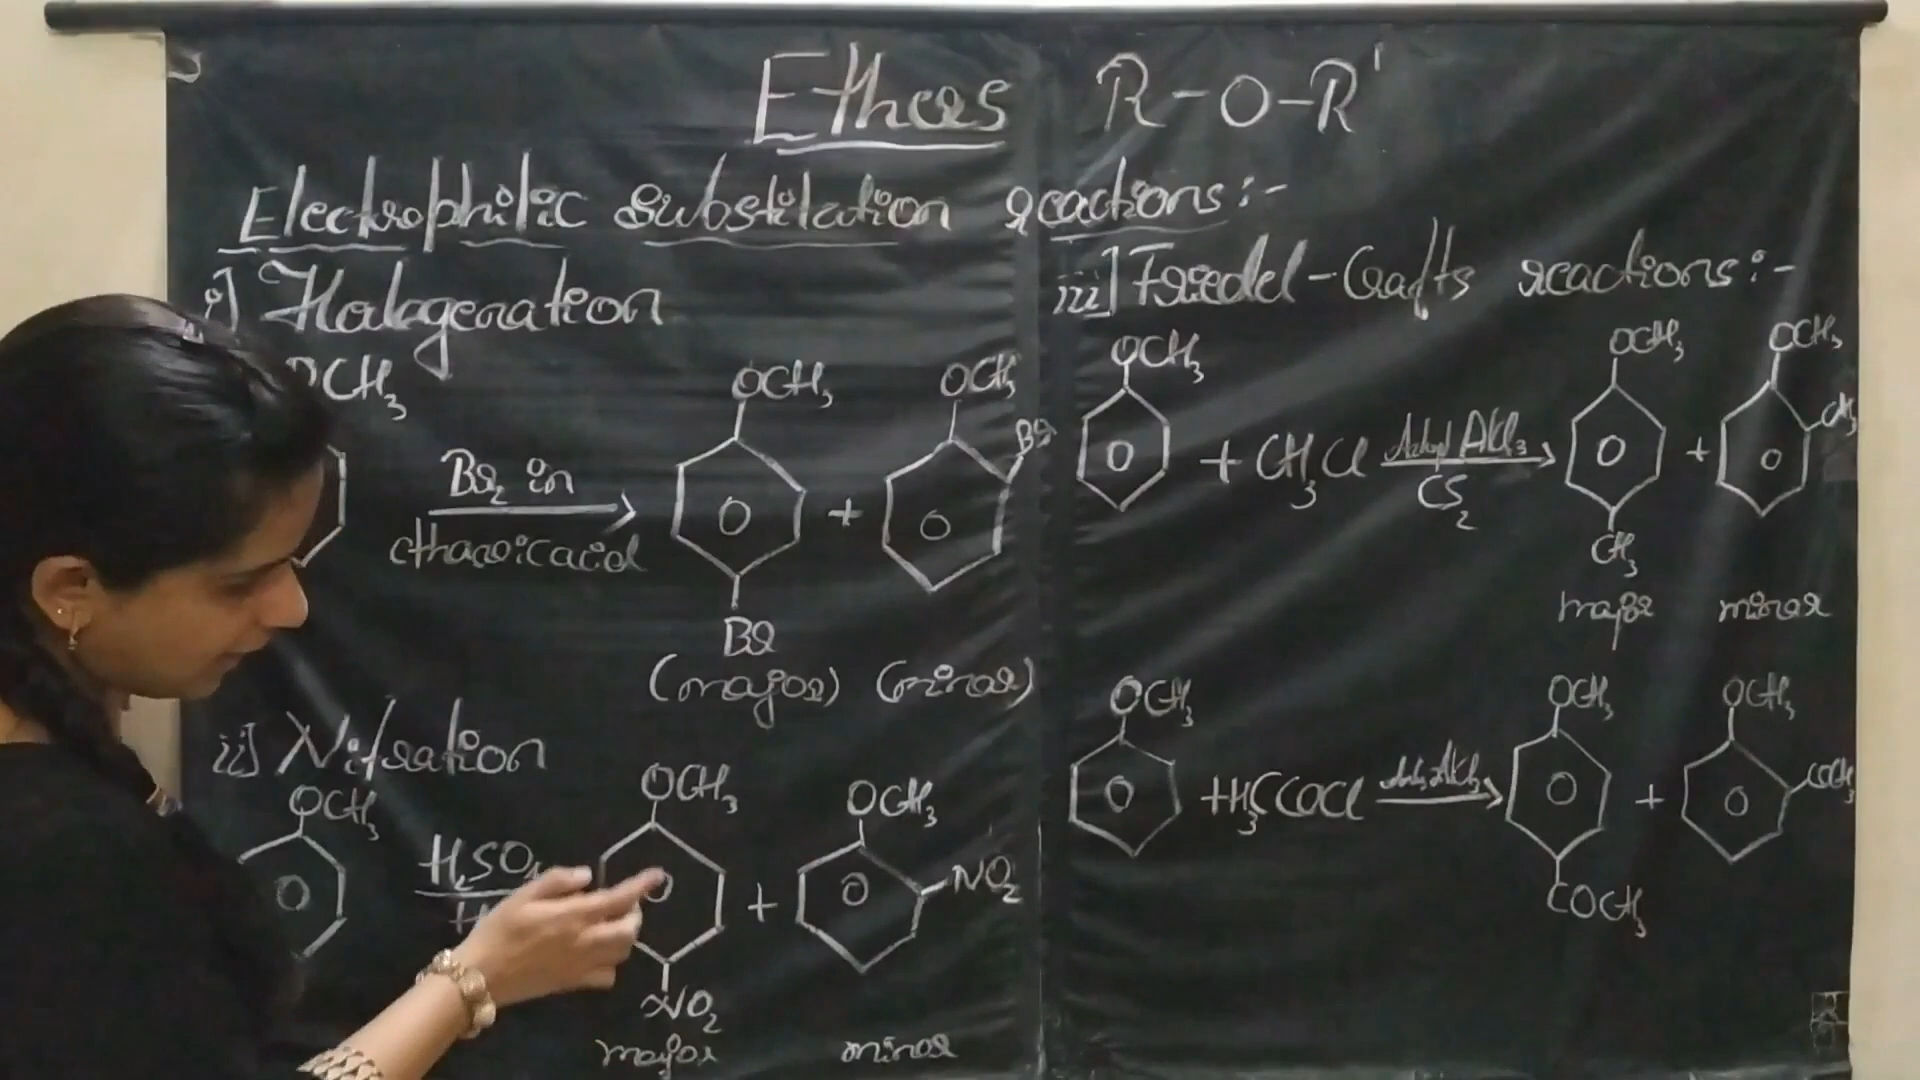 Ethers R-O-R'
Electrophilic substitution reactions:-
i] Halogenation
OCH3
Br2 in
ethanoic acid
OCH3
Br
(major)
+
OCH3
Br
(minor)
ii] Nitration
OCH3
H2SO4
OCH3
NO2
major
+
OCH3
NO2
minor
iii] Friedel-Crafts reactions:-
OCH3
+ CH3Cl
Anhyd AlCl3
CS2
OCH3
CH3
major
+
OCH3
CH3
minor
OCH3
+ H3CCOCl
Anhy AlCl3
OCH3
COCH3
+
OCH3
COCH3